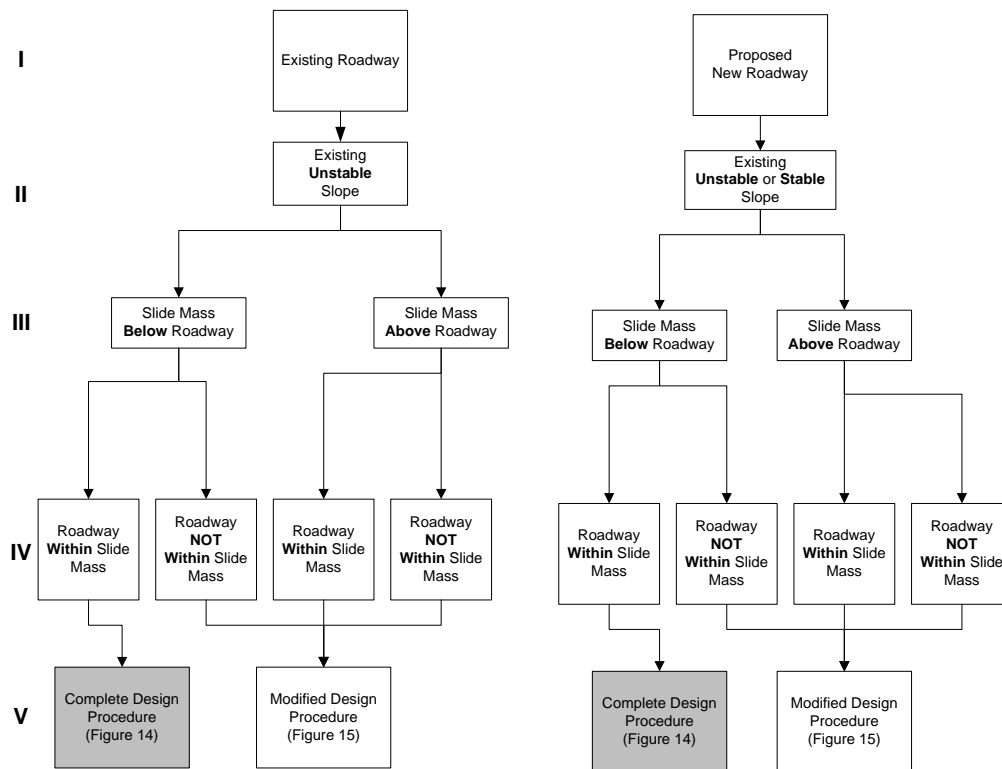 I
Existing Roadway
Proposed
New Roadway
II
Existing
Unstable
Slope
Existing
Unstable or Stable
Slope
III
Slide Mass
Below Roadway
Slide Mass
Above Roadway
Slide Mass
Below Roadway
Slide Mass
Above Roadway
IV
Roadway
Within Slide
Mass
Roadway
NOT
Within Slide
Mass
Roadway
Within Slide
Mass
Roadway
NOT
Within Slide
Mass
Roadway
Within Slide
Mass
Roadway
NOT
Within Slide
Mass
Roadway
Within Slide
Mass
Roadway
NOT
Within Slide
Mass
V
Complete Design
Procedure
(Figure 14)
Modified Design
Procedure
(Figure 15)
Complete Design
Procedure
(Figure 14)
Modified Design
Procedure
(Figure 15)